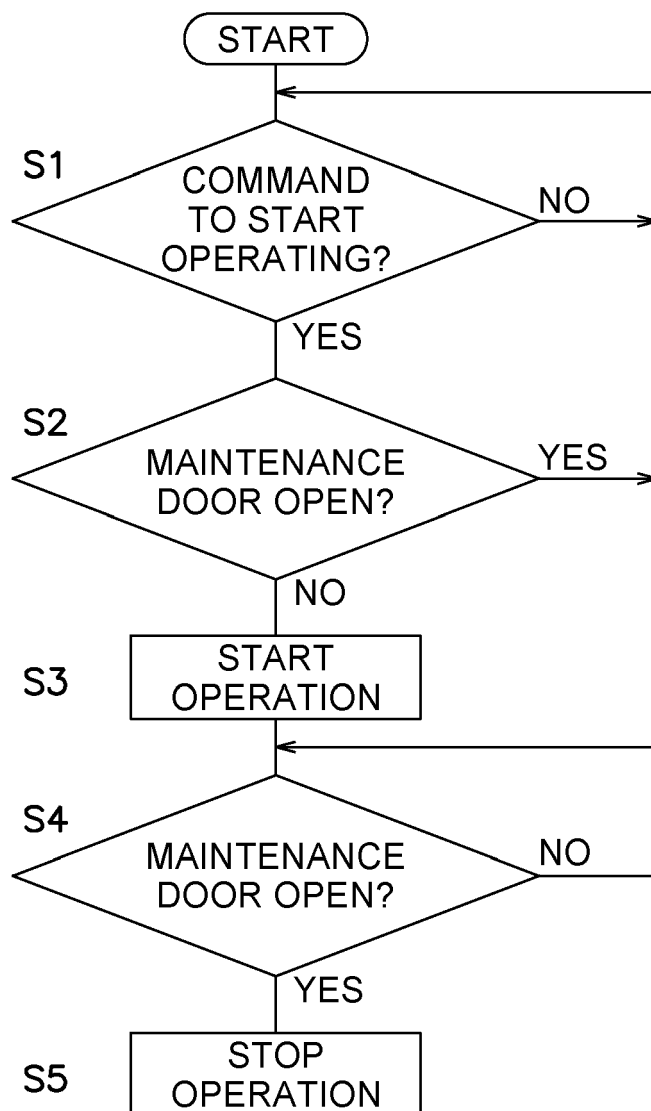 START
S1
COMMAND
TO START
OPERATING?
NO
YES
S2
MAINTENANCE
DOOR OPEN?
YES
NO
S3
START
OPERATION
S4
MAINTENANCE
DOOR OPEN?
NO
YES
S5
STOP
OPERATION